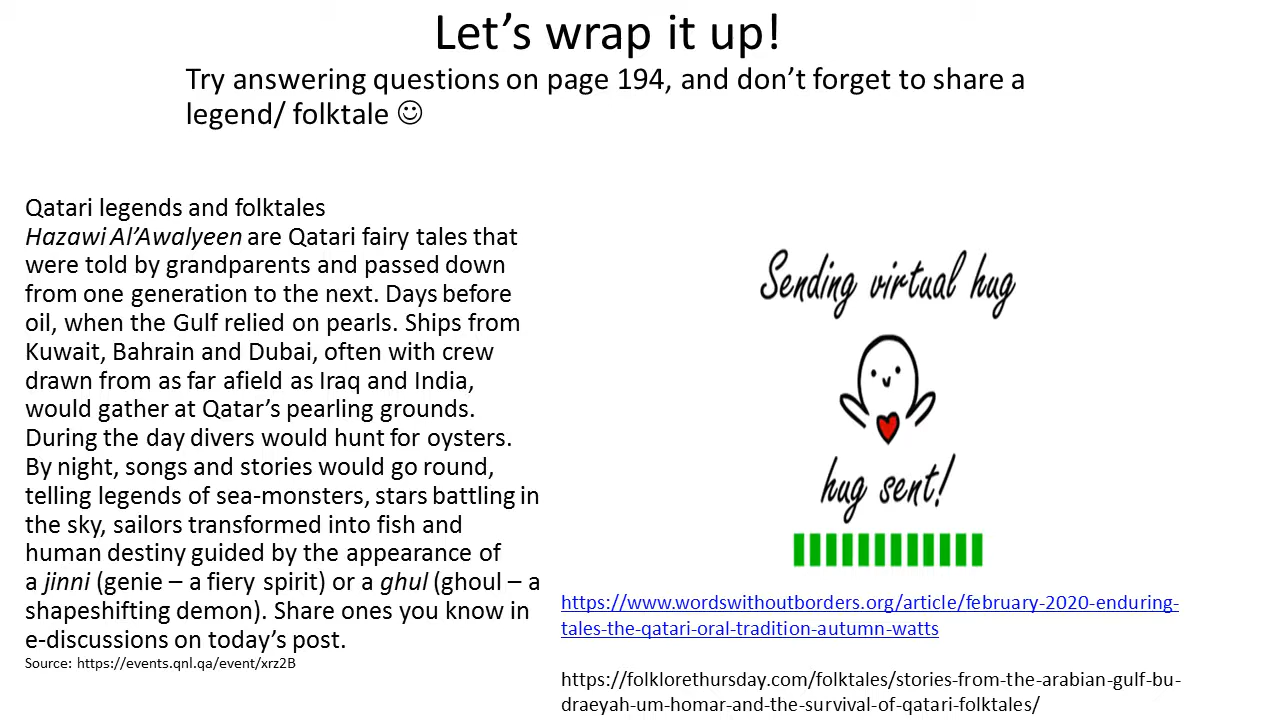 Let’s wrap it up!
Try answering questions on page 194, and don’t forget to share a
legend/ folktale ☺
Qatari legends and folktales
Hazawi Al’Awalyeen are Qatari fairy tales that
were told by grandparents and passed down
from one generation to the next. Days before
oil, when the Gulf relied on pearls. Ships from
Kuwait, Bahrain and Dubai, often with crew
drawn from as far afield as Iraq and India,
would gather at Qatar’s pearling grounds.
During the day divers would hunt for oysters.
By night, songs and stories would go round,
telling legends of sea-monsters, stars battling in
the sky, sailors transformed into fish and
human destiny guided by the appearance of
a jinni (genie – a fiery spirit) or a ghul (ghoul – a
shapeshifting demon). Share ones you know in
e-discussions on today’s post.
Source: https://events.qnl.qa/event/xrz2B
Sending virtual hug
hug sent!
https://www.wordswithoutborders.org/article/february-2020-enduring-
tales-the-qatari-oral-tradition-autumn-watts
https://folklorethursday.com/folktales/stories-from-the-arabian-gulf-bu-
draeyah-um-homar-and-the-survival-of-qatari-folktales/